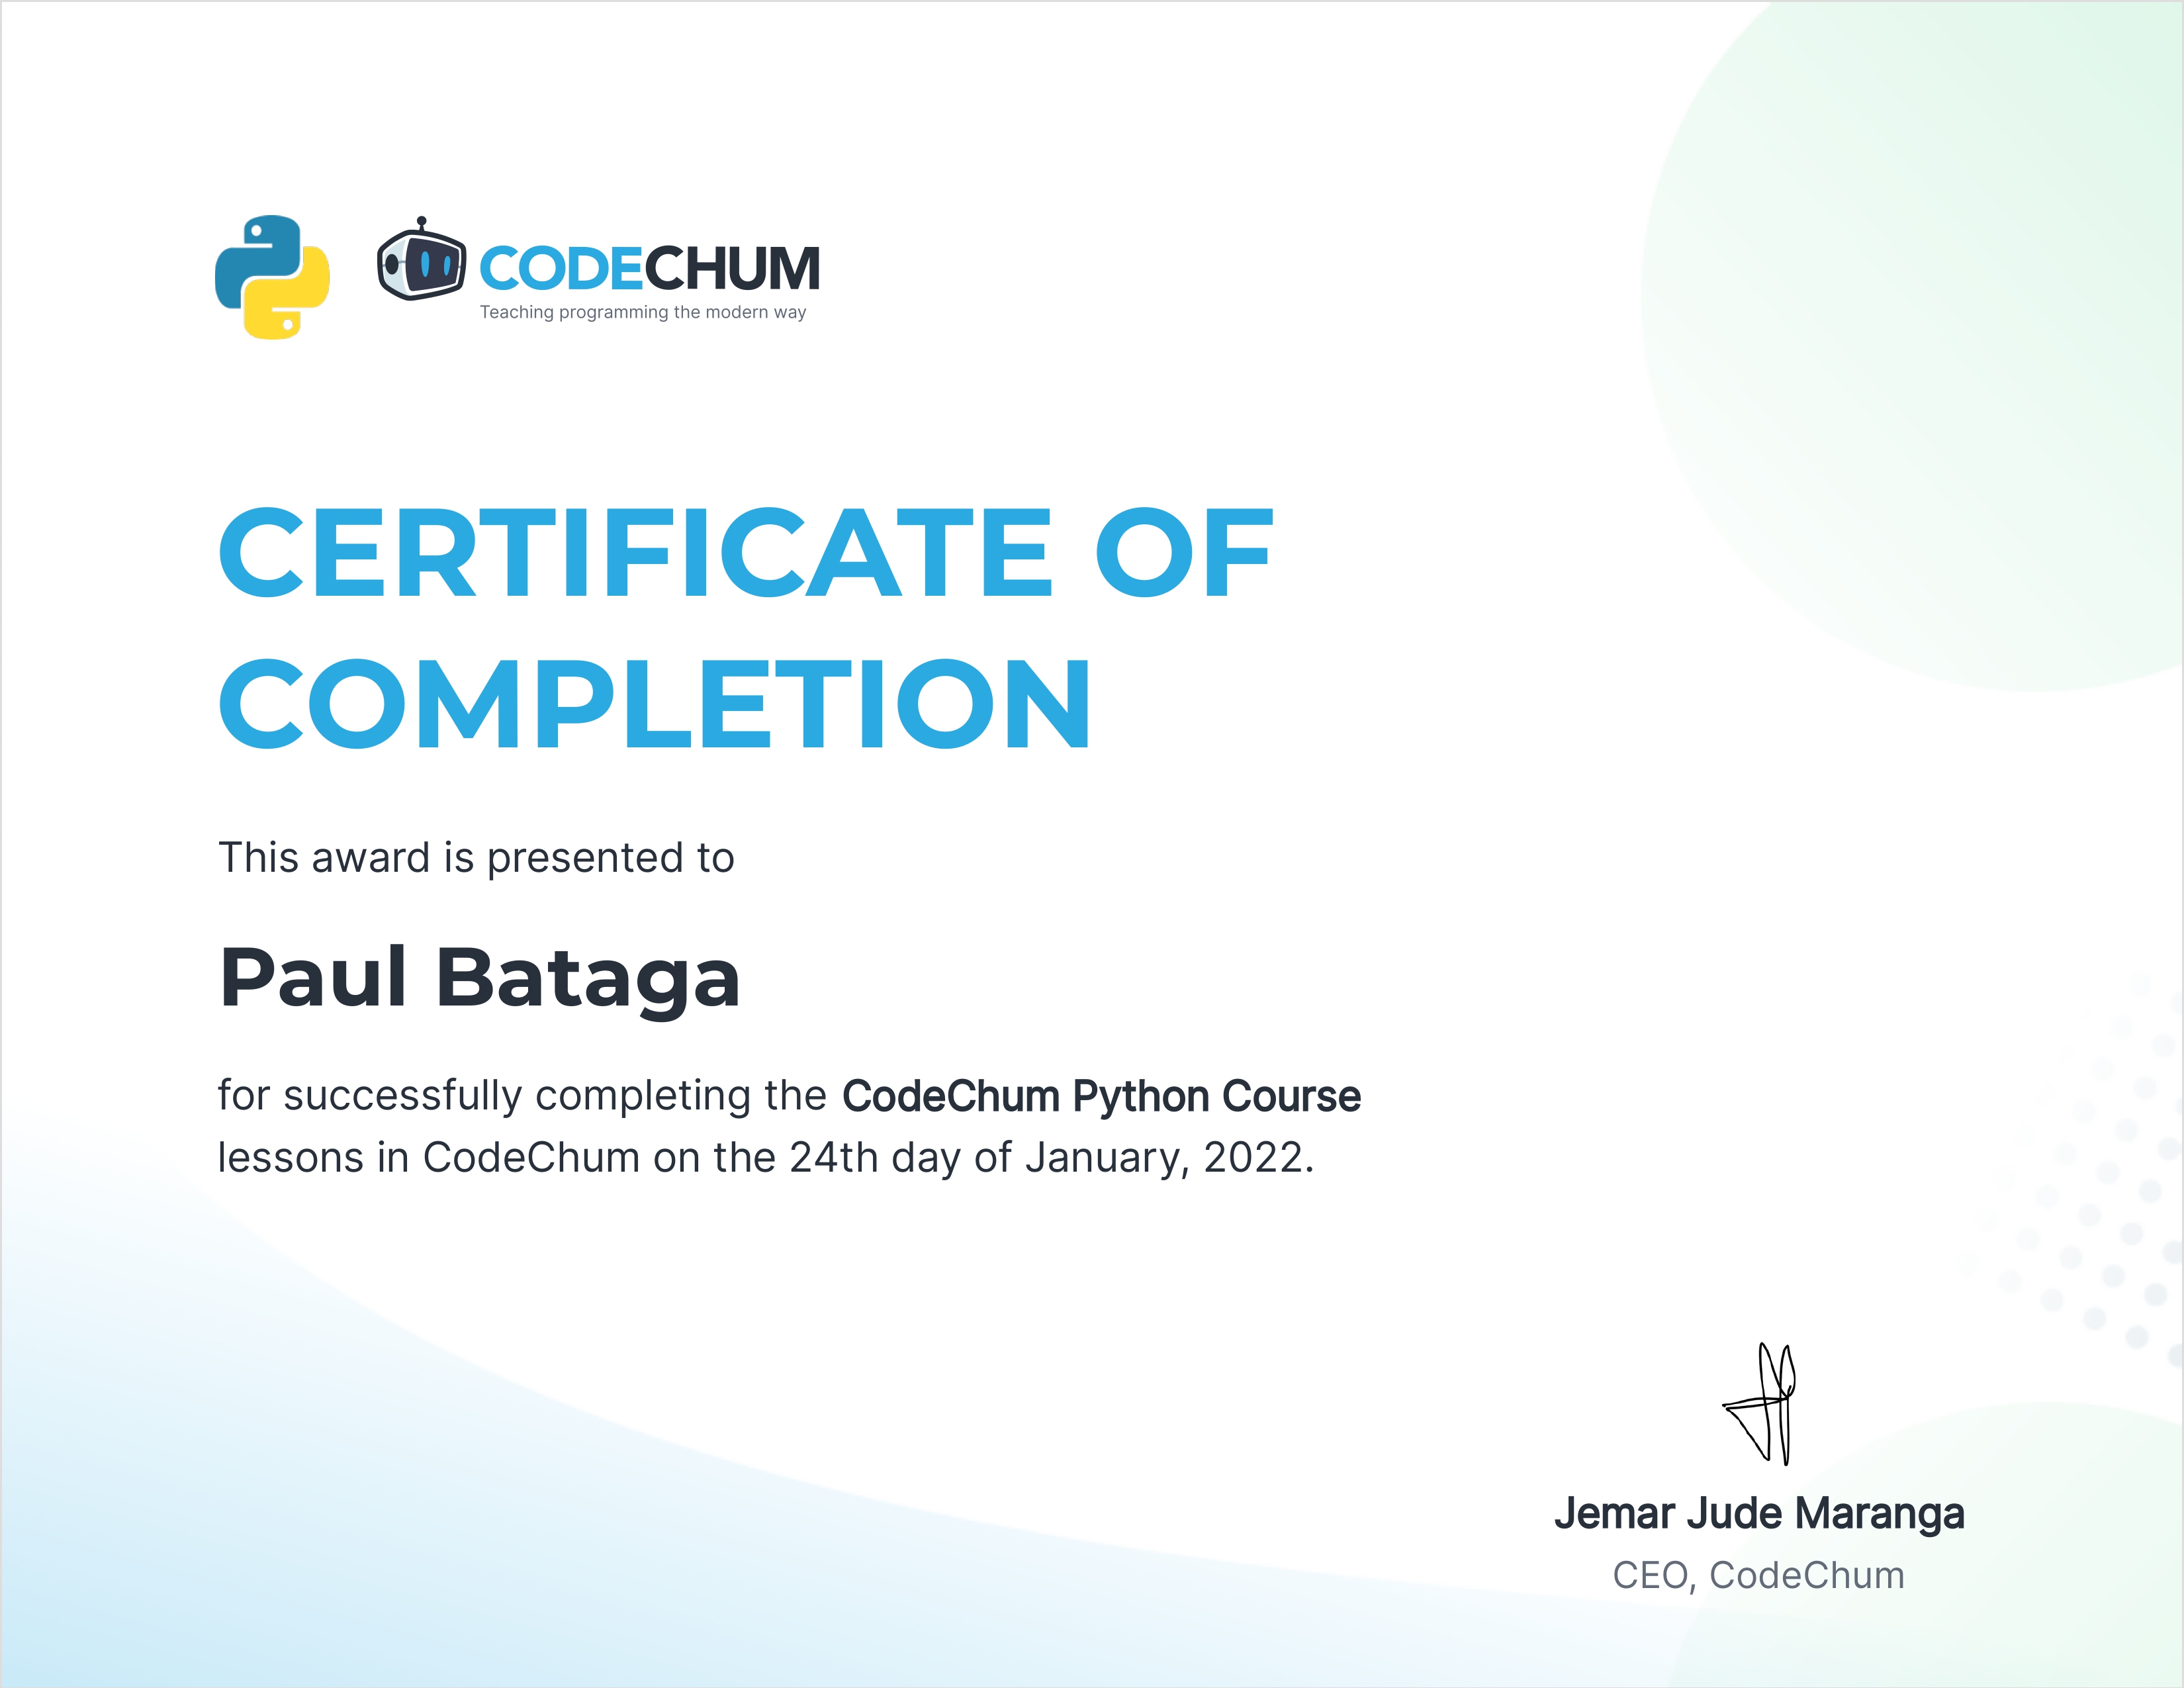 CODECHUM
Teaching programming the modern way
CERTIFICATE OF
COMPLETION
This award is presented to
Paul Bataga
for successfully completing the CodeChum Python Course
lessons in CodeChum on the 24th day of January, 2022.
Jemar Jude Maranga
CEO, CodeChum